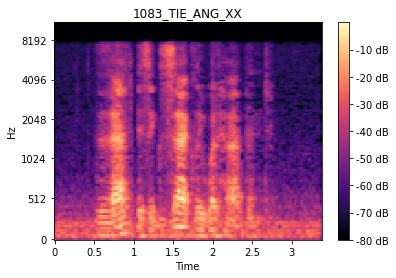 1083_TIE_ANG_XX
8192
4096
2048
1024
512
0
Hz
0 0.5 1 1.5 2 2.5 3
Time
-10 dB
-20 dB
-30 dB
-40 dB
-50 dB
-60 dB
-70 dB
-80 dB